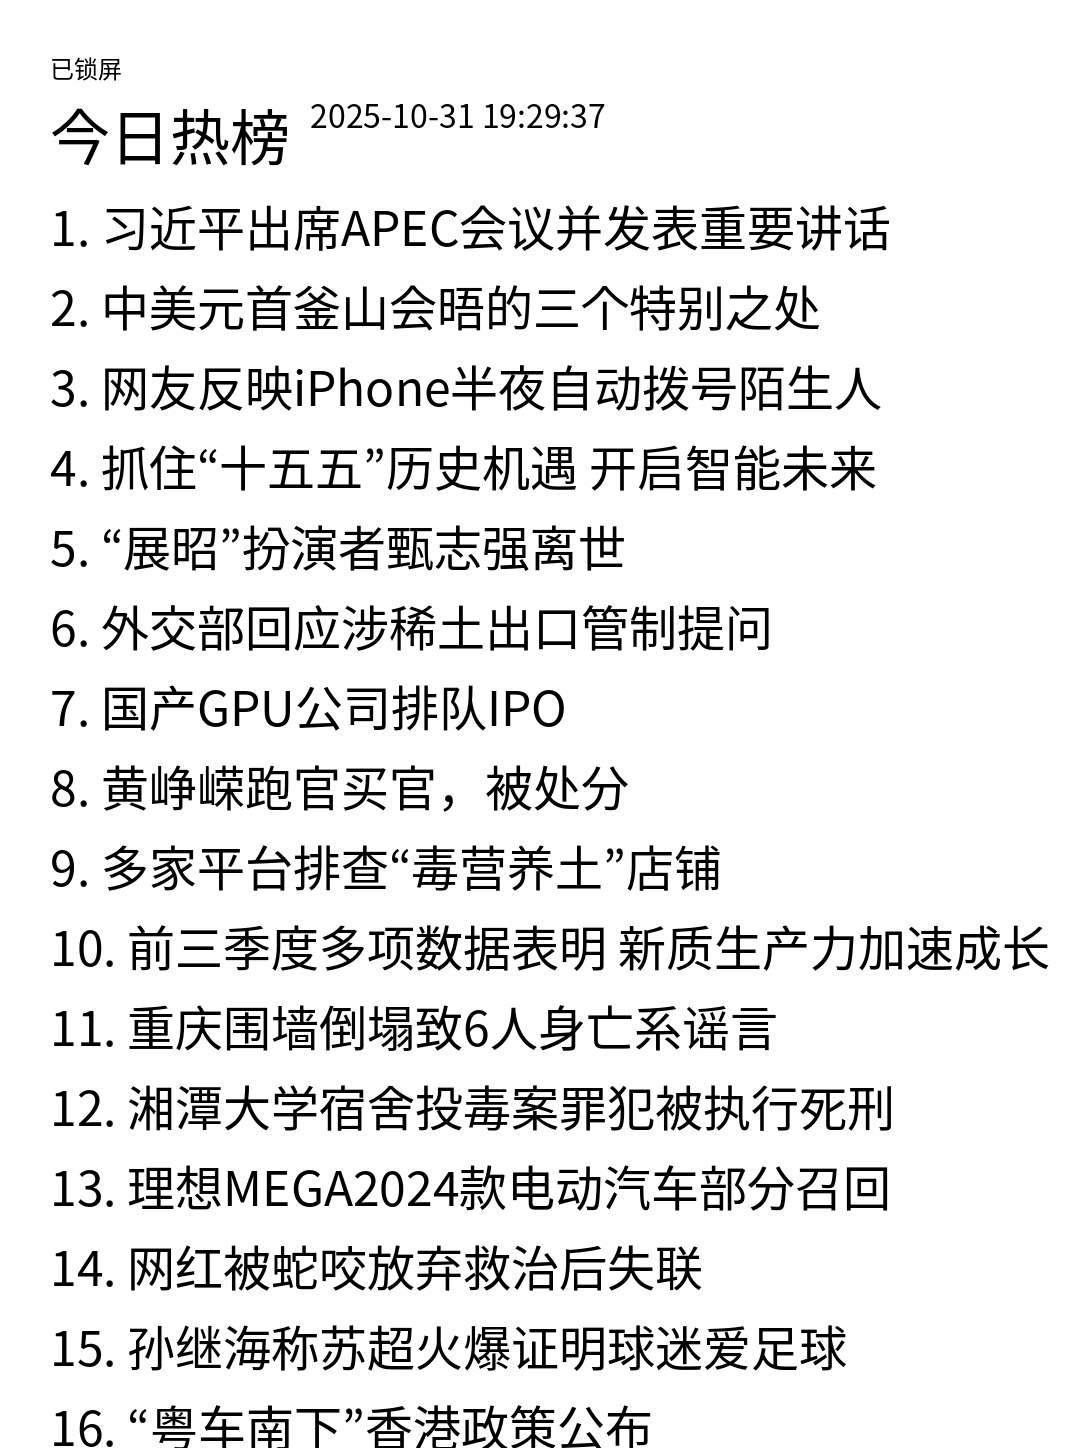 已锁屏
今日热榜 2025-10-31 19:29:37
1. 习近平出席APEC会议并发表重要讲话
2. 中美元首釜山会晤的三个特别之处
3. 网友反映iPhone半夜自动拨号陌生人
4. 抓住“十五五”历史机遇 开启智能未来
5. “展昭”扮演者甄志强离世
6. 外交部回应涉稀土出口管制提问
7. 国产GPU公司排队IPO
8. 黄峥嵘跑官买官，被处分
9. 多家平台排查“毒营养土”店铺
10. 前三季度多项数据表明 新质生产力加速成长
11. 重庆围墙倒塌致6人身亡系谣言
12. 湘潭大学宿舍投毒案罪犯被执行死刑
13. 理想MEGA2024款电动汽车部分召回
14. 网红被蛇咬放弃救治后失联
15. 孙继海称苏超火爆证明球迷爱足球
16. “粤车南下”香港政策公布